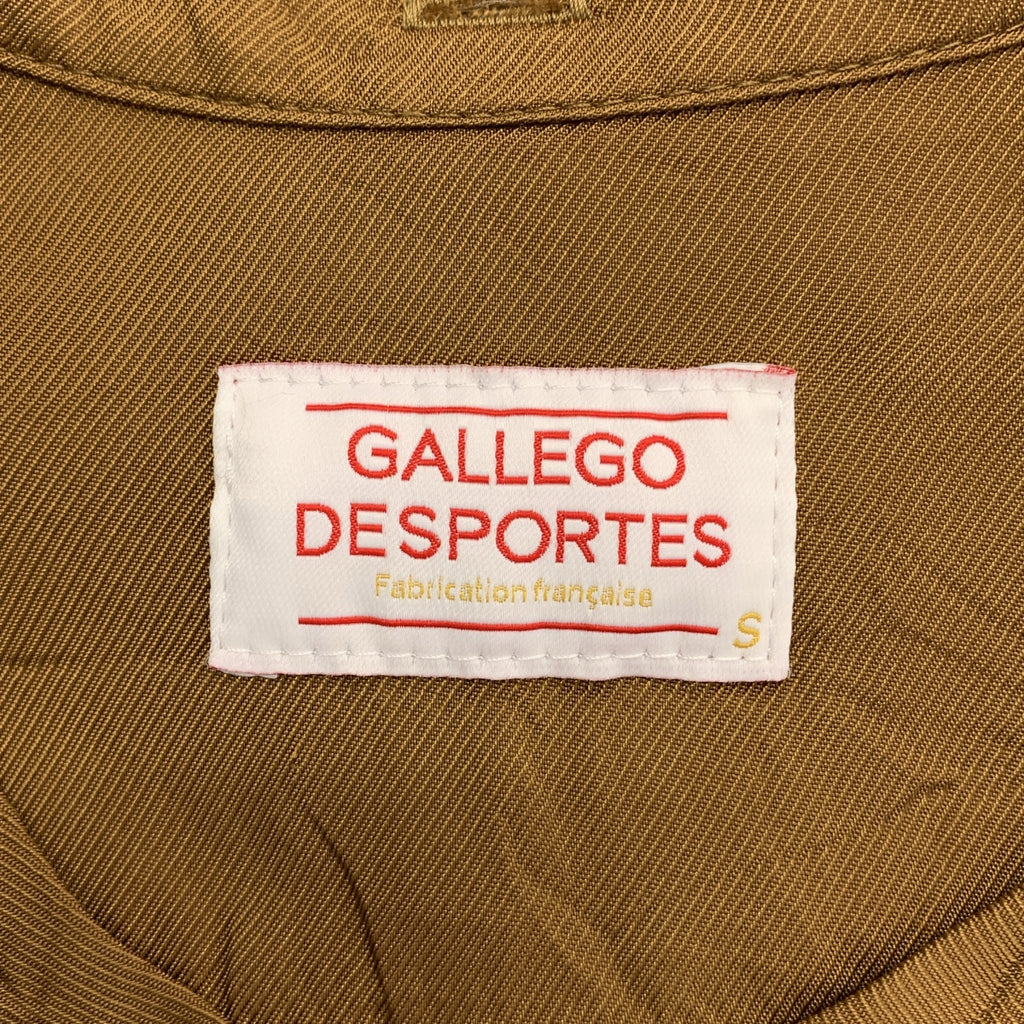 GALLEGO
DESPORTES
Fabrication française
S